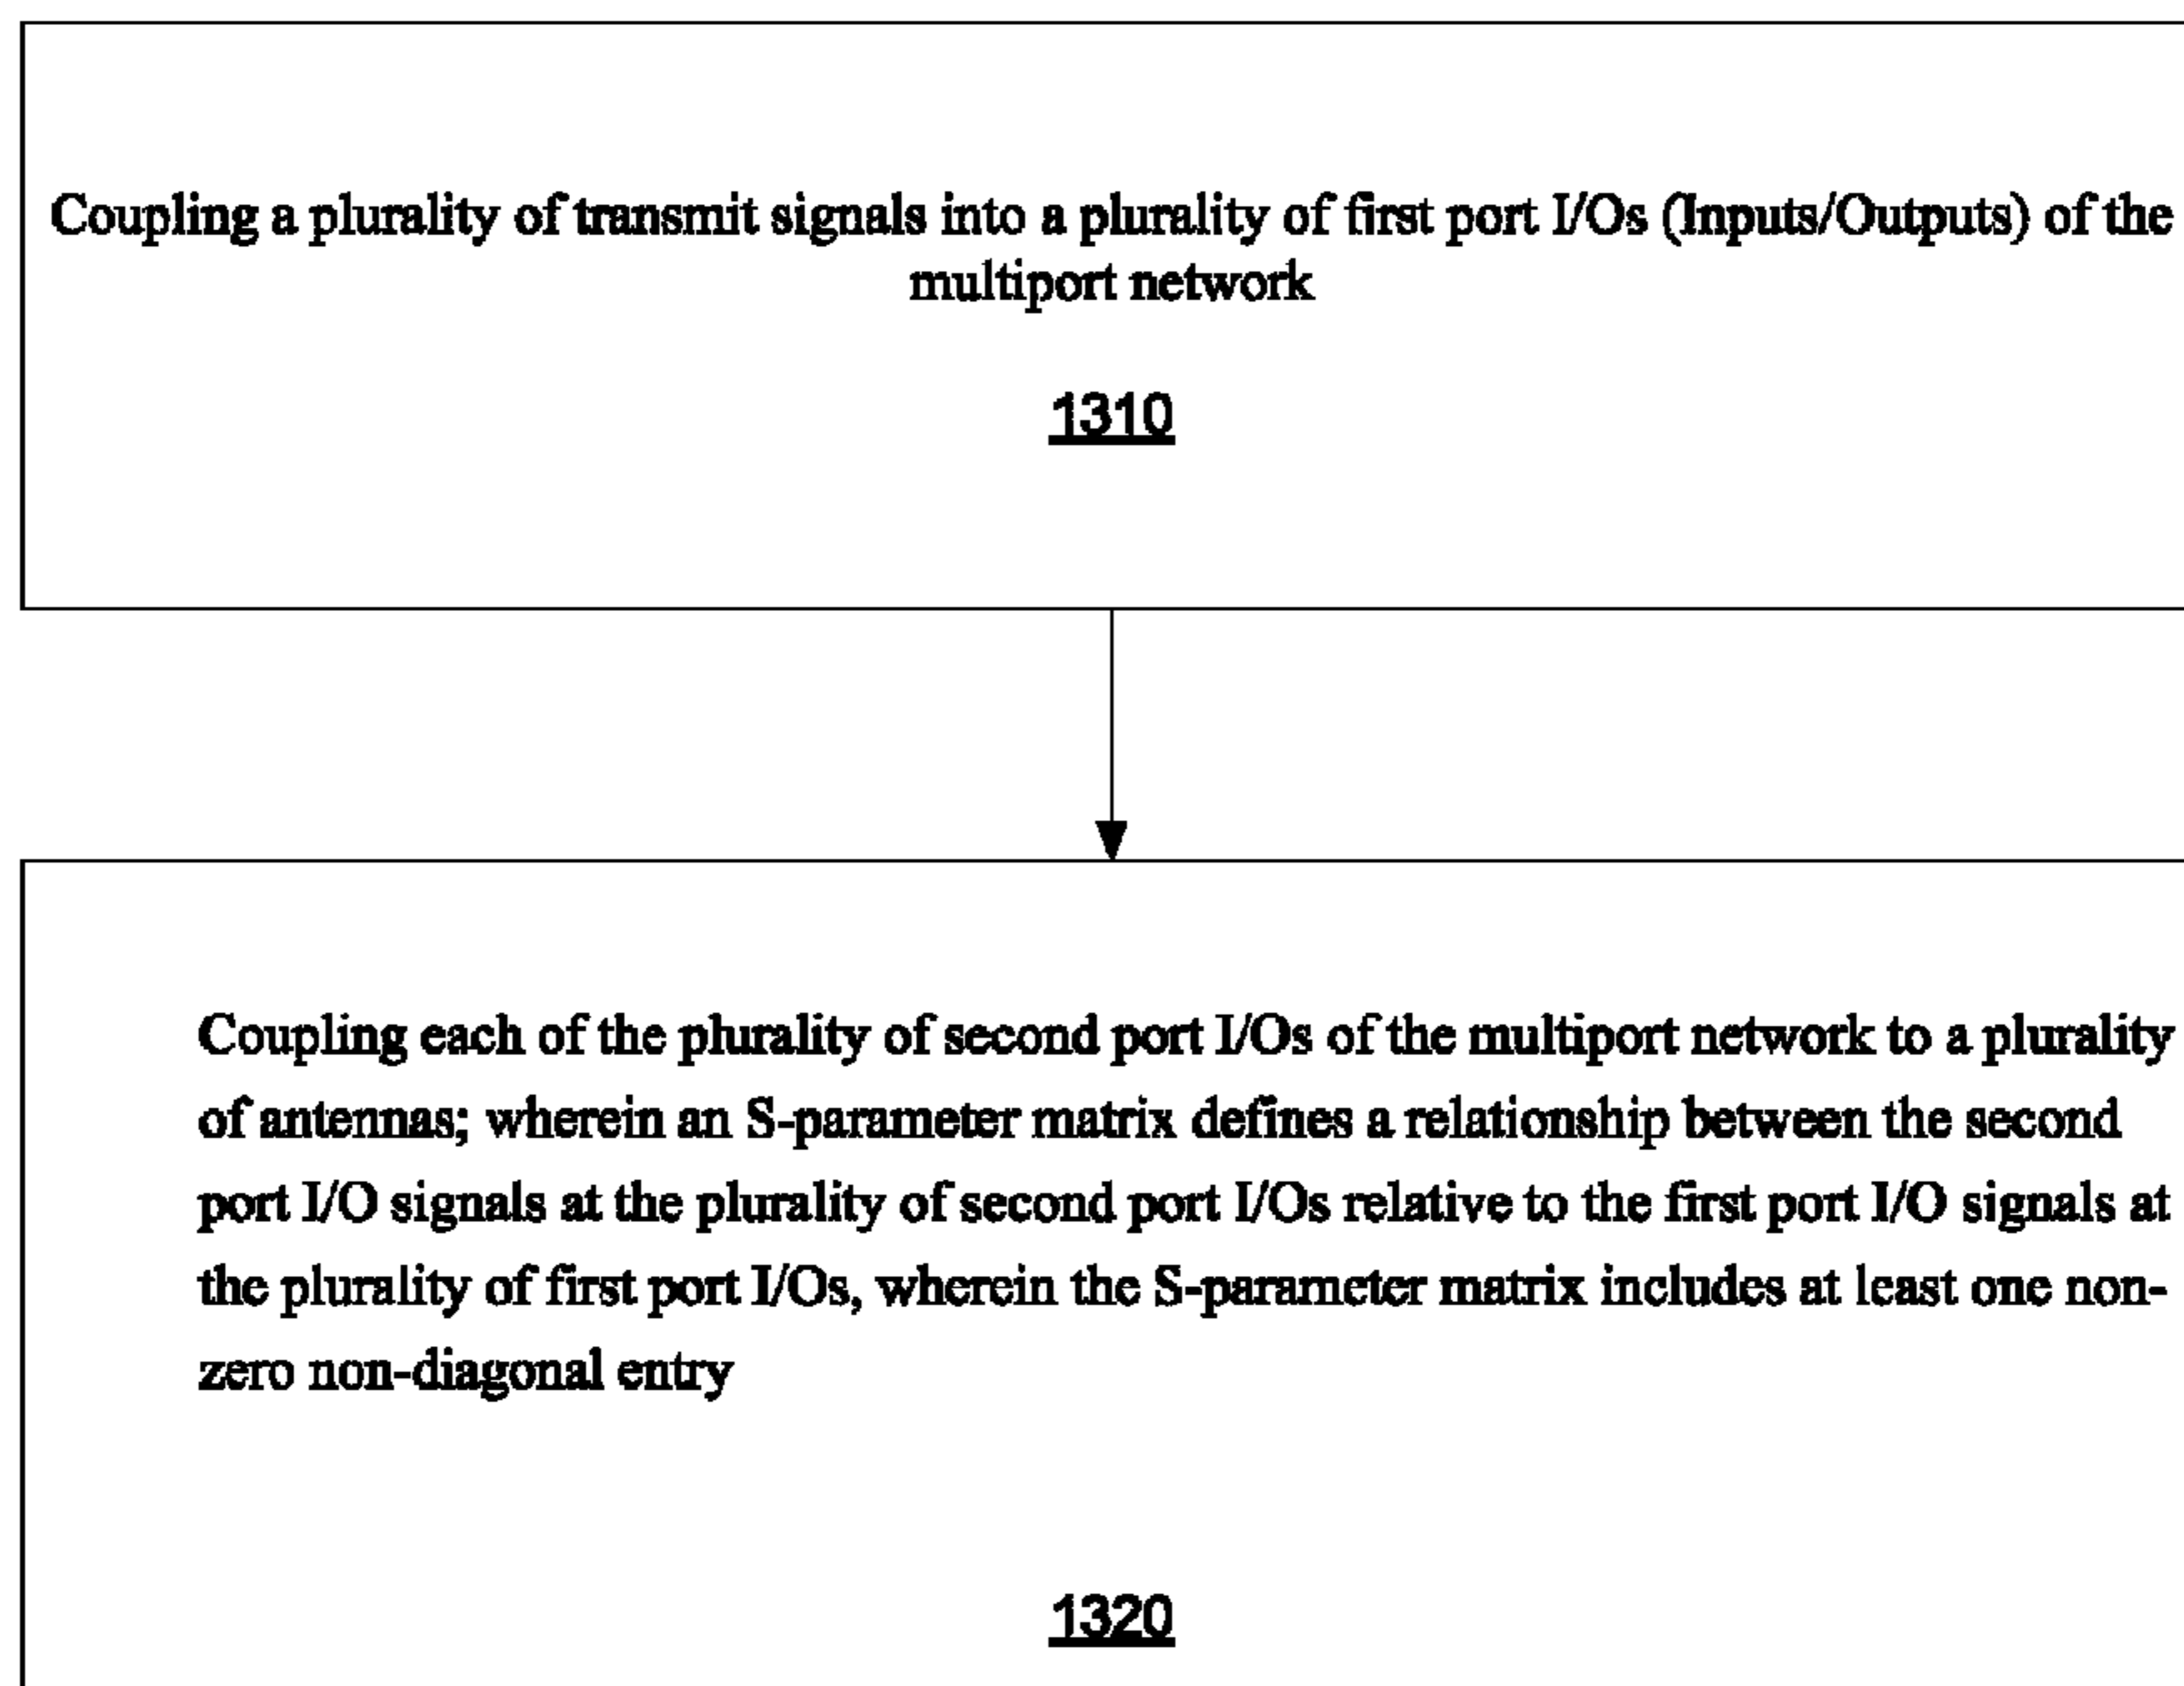 Coupling a plurality of transmit signals into a plurality of first port I/Os (Inputs/Outputs) of the
multiport network
1310
Coupling each of the plurality of second port I/Os of the multiport network to a plurality
of antennas; wherein an S-parameter matrix defines a relationship between the second
port I/O signals at the plurality of second port I/Os relative to the first port I/O signals at
the plurality of first port I/Os, wherein the S-parameter matrix includes at least one non-
zero non-diagonal entry
1320